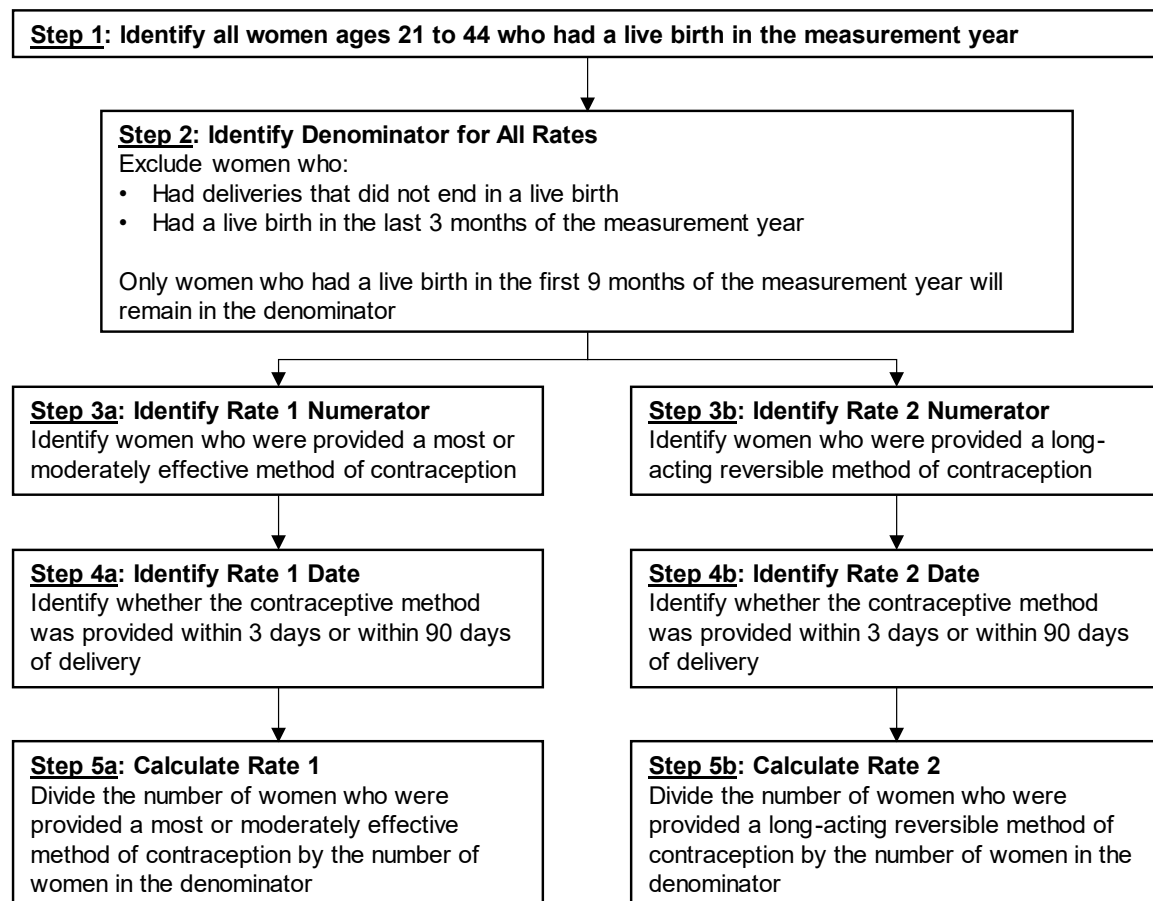 Step 1: Identify all women ages 21 to 44 who had a live birth in the measurement year
Step 2: Identify Denominator for All Rates
Exclude women who:
• Had deliveries that did not end in a live birth
• Had a live birth in the last 3 months of the measurement year
Only women who had a live birth in the first 9 months of the measurement year will
remain in the denominator
Step 3a: Identify Rate 1 Numerator
Identify women who were provided a most or
moderately effective method of contraception
Step 3b: Identify Rate 2 Numerator
Identify women who were provided a long-
acting reversible method of contraception
Step 4a: Identify Rate 1 Date
Identify whether the contraceptive method
was provided within 3 days or within 90 days
of delivery
Step 4b: Identify Rate 2 Date
Identify whether the contraceptive method
was provided within 3 days or within 90 days
of delivery
Step 5a: Calculate Rate 1
Divide the number of women who were
provided a most or moderately effective
method of contraception by the number of
women in the denominator
Step 5b: Calculate Rate 2
Divide the number of women who were
provided a long-acting reversible method of
contraception by the number of women in the
denominator